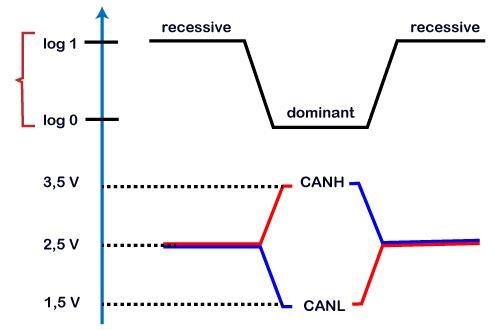 recessive recessive
log 1
dominant
log 0
3,5 V CANH
2,5 V
1,5 V CANL